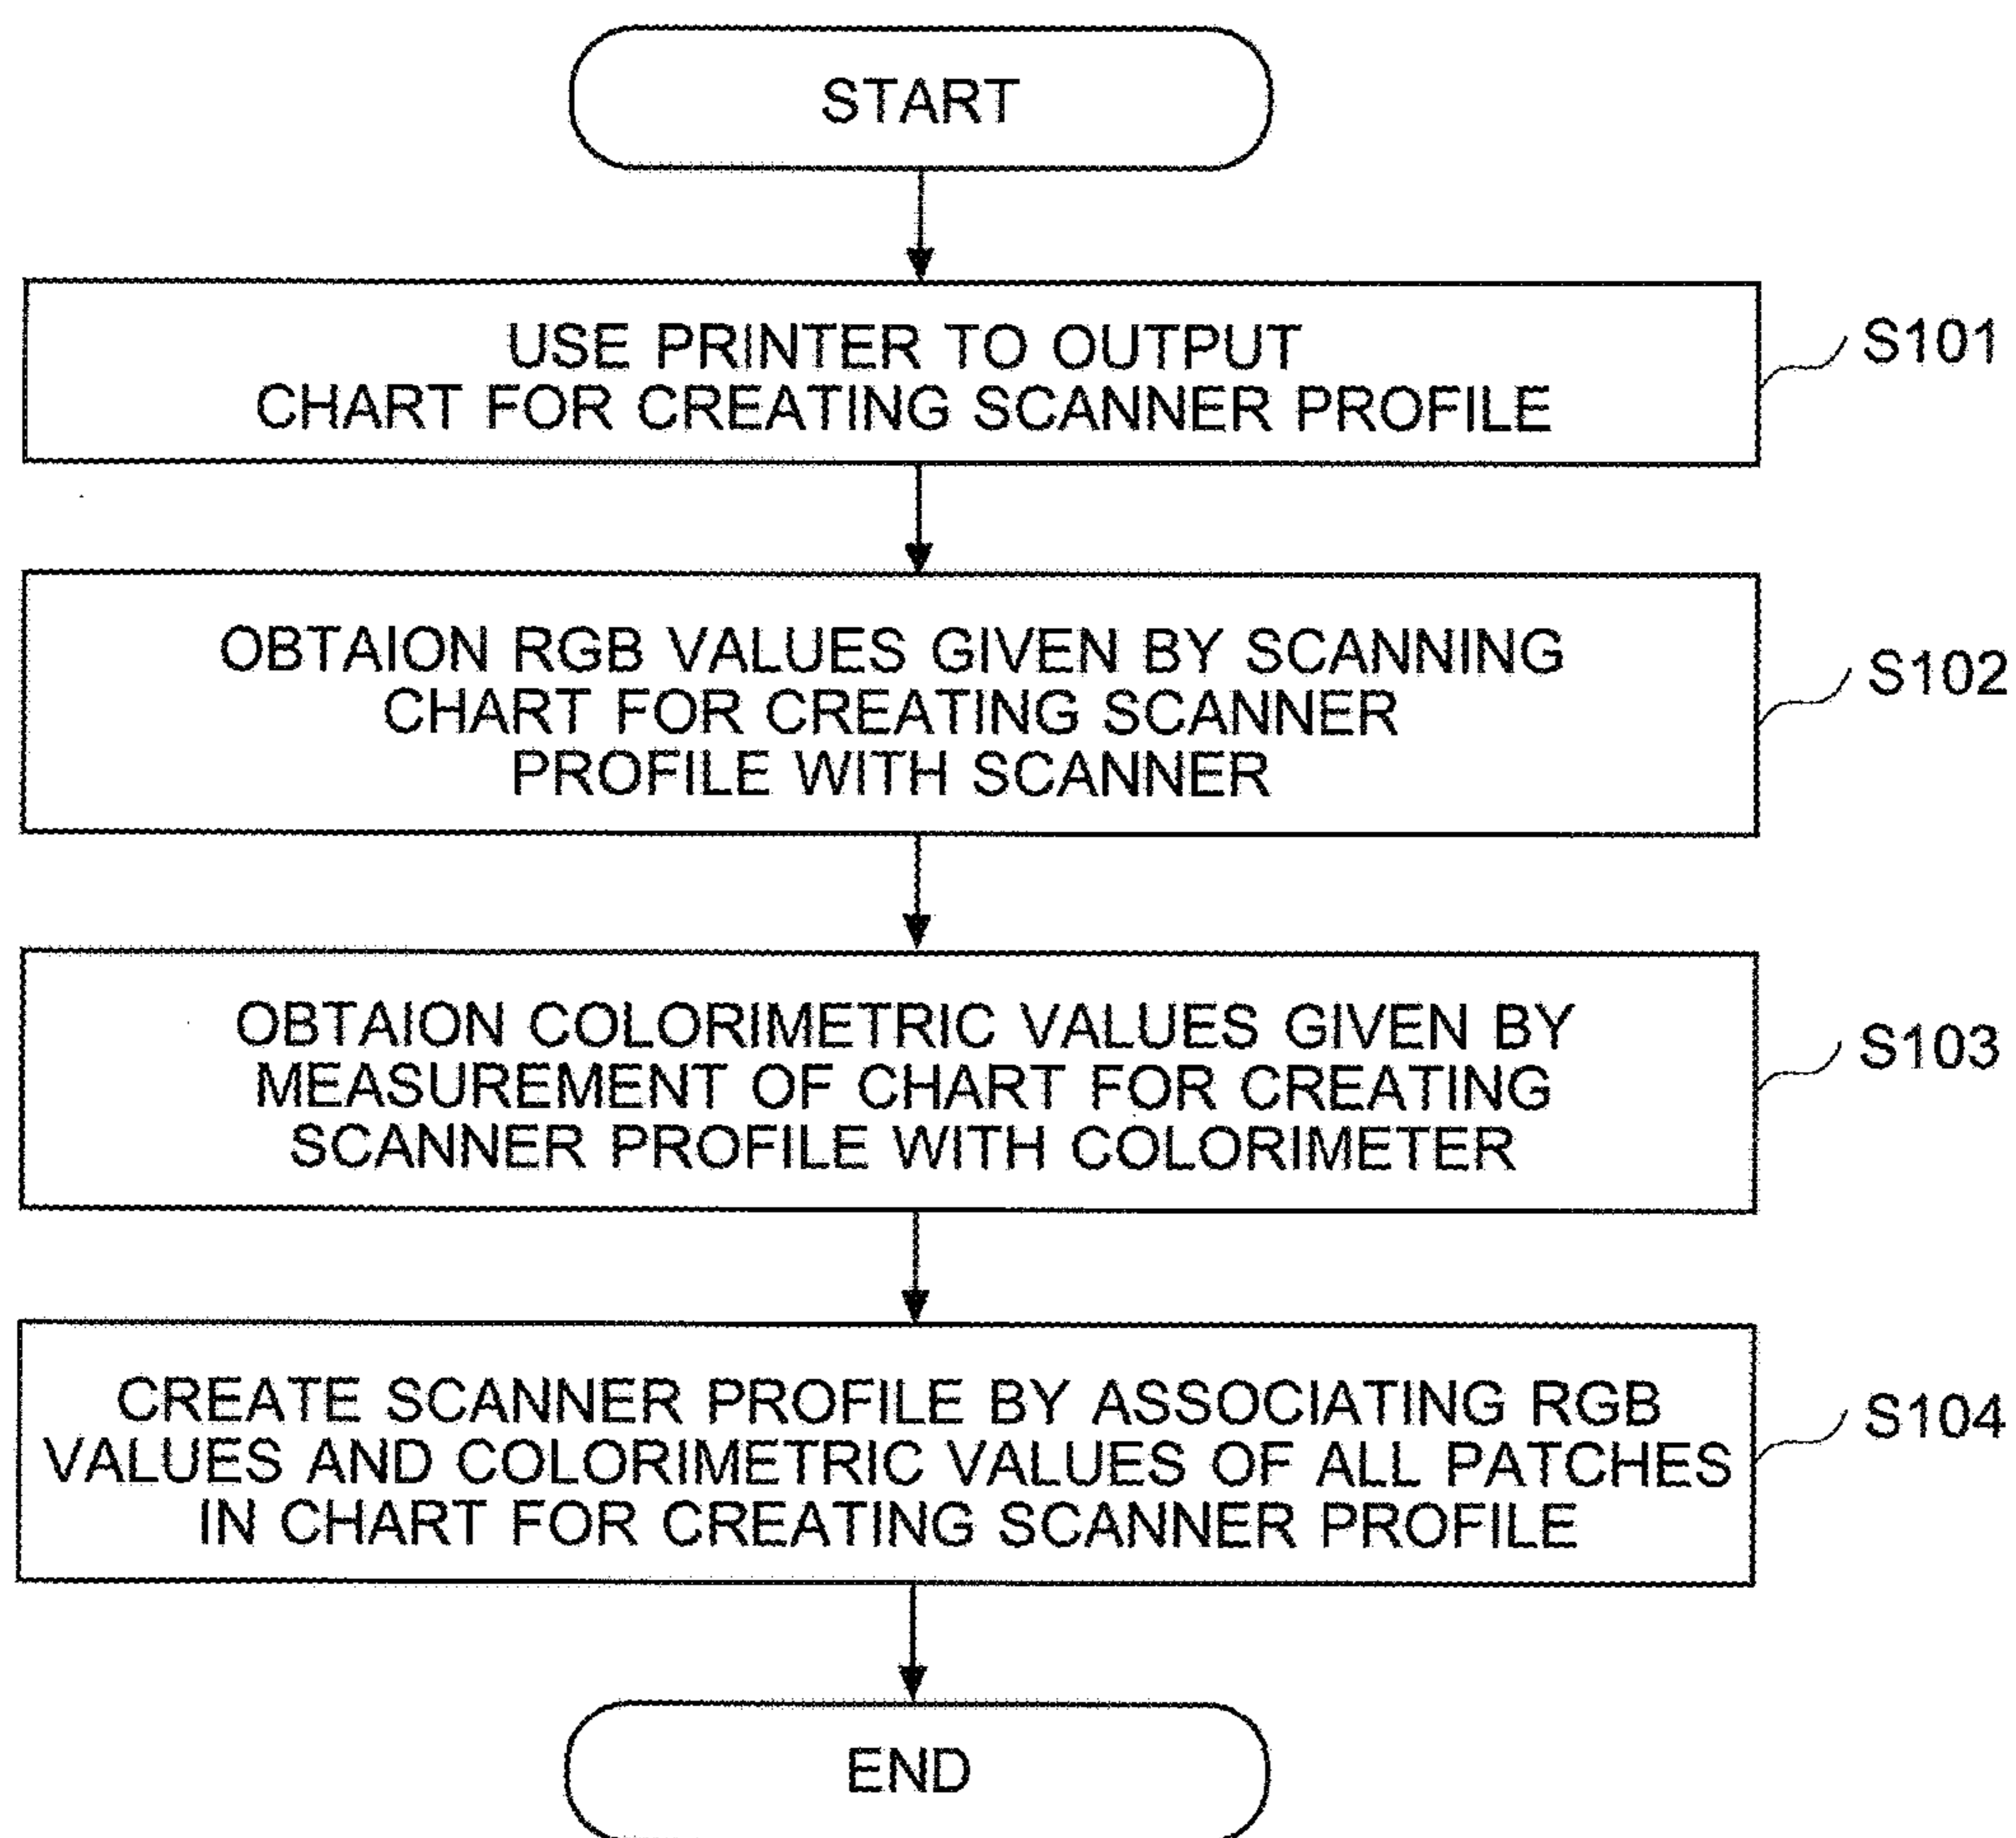 START
USE PRINTER TO OUTPUT
CHART FOR CREATING SCANNER PROFILE
S101
OBTAION RGB VALUES GIVEN BY SCANNING
CHART FOR CREATING SCANNER
PROFILE WITH SCANNER
S102
OBTAION COLORIMETRIC VALUES GIVEN BY
MEASUREMENT OF CHART FOR CREATING
SCANNER PROFILE WITH COLORIMETER
S103
CREATE SCANNER PROFILE BY ASSOCIATING RGB
VALUES AND COLORIMETRIC VALUES OF ALL PATCHES
IN CHART FOR CREATING SCANNER PROFILE
S104
END